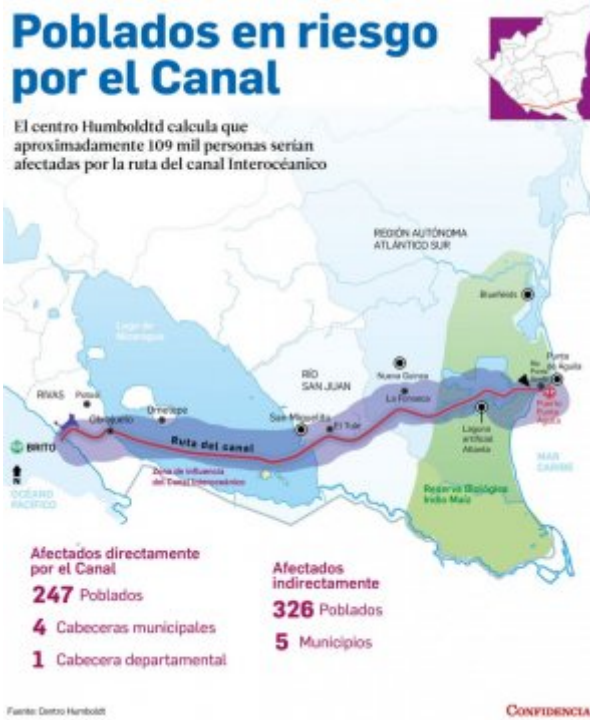 Poblados en riesgo
por el Canal
El centro Humboldtd calcula que
aproximadamente 109 mil personas serían
afectadas por la ruta del canal Interocéanico
REGIÓN AUTÓNOMA
ATLÁNTICO SUR
Bluefields
Lago de
Nicaragua
RÍO
SAN JUAN
Nueva Guinea
Punta
de Águila
RIVAS
Potosí
Obrajuelo
Ometepe
San Miguelito
El Tule
La Fonseca
Puerto
Punta
Águila
Ruta del canal
Laguna
artificial
Atlanta
BRITO
Zona de influencia
del Canal Interoceánico
MAR
CARIBE
N
OCÉANO
PACÍFICO
Reserva Biológica
Indio Maíz
Afectados directamente
por el Canal
247 Poblados
4 Cabeceras municipales
1 Cabecera departamental
Afectados
indirectamente
326 Poblados
5 Municipios
Fuente: Centro Humboldt
CONFIDENCIA